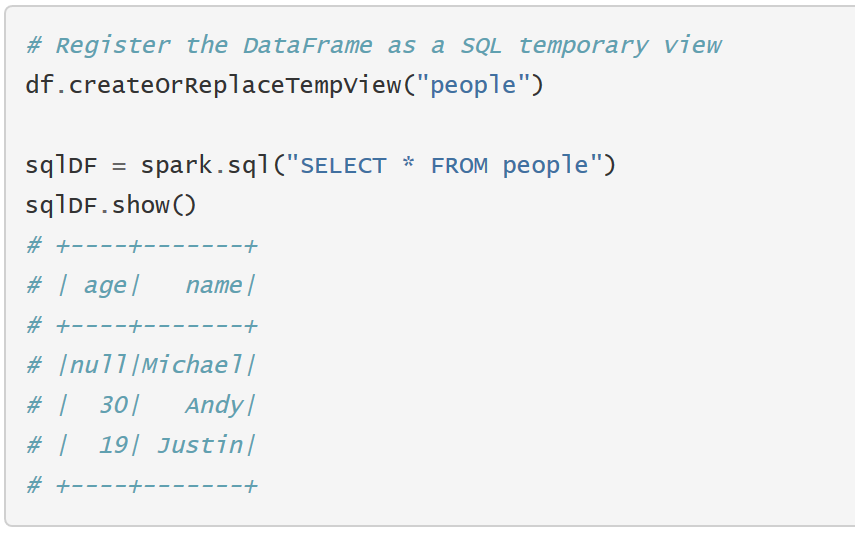 # Register the DataFrame as a SQL temporary view
df.createOrReplaceTempView("people")
sqlDF = spark.sql("SELECT * FROM people")
sqlDF.show()
# +----+-------+
# | age|   name|
# +----+-------+
# |null|Michael|
# |  30|   Andy|
# |  19| Justin|
# +----+-------+